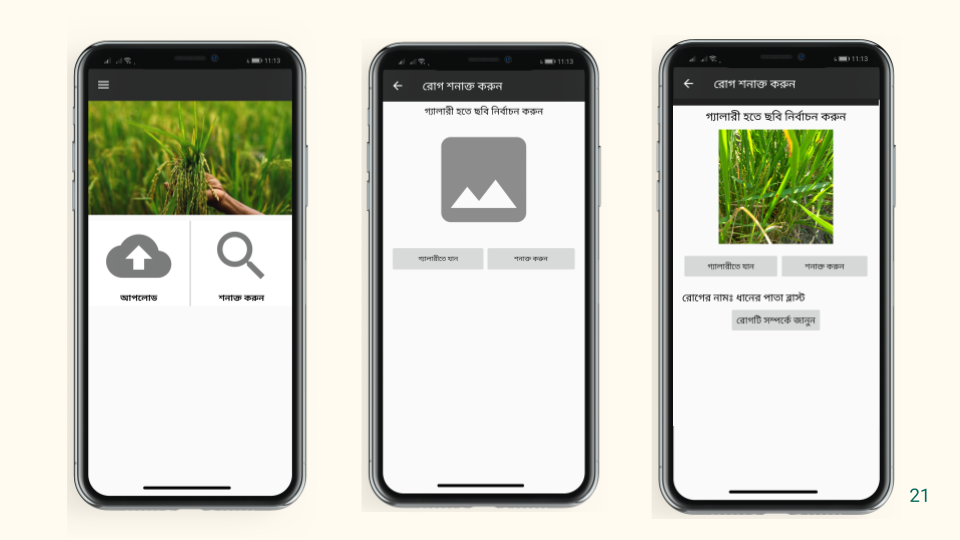 11:13
আপলোড
শনাক্ত করুন
11:13
রোগ শনাক্ত করুন
গ্যালারী হতে ছবি নির্বাচন করুন
গ্যালারীতে যান
শনাক্ত করুন
11:13
রোগ শনাক্ত করুন
গ্যালারী হতে ছবি নির্বাচন করুন
গ্যালারীতে যান
শনাক্ত করুন
রোগের নামঃ ধানের পাতা ব্লাস্ট
রোগটি সম্পর্কে জানুন
21